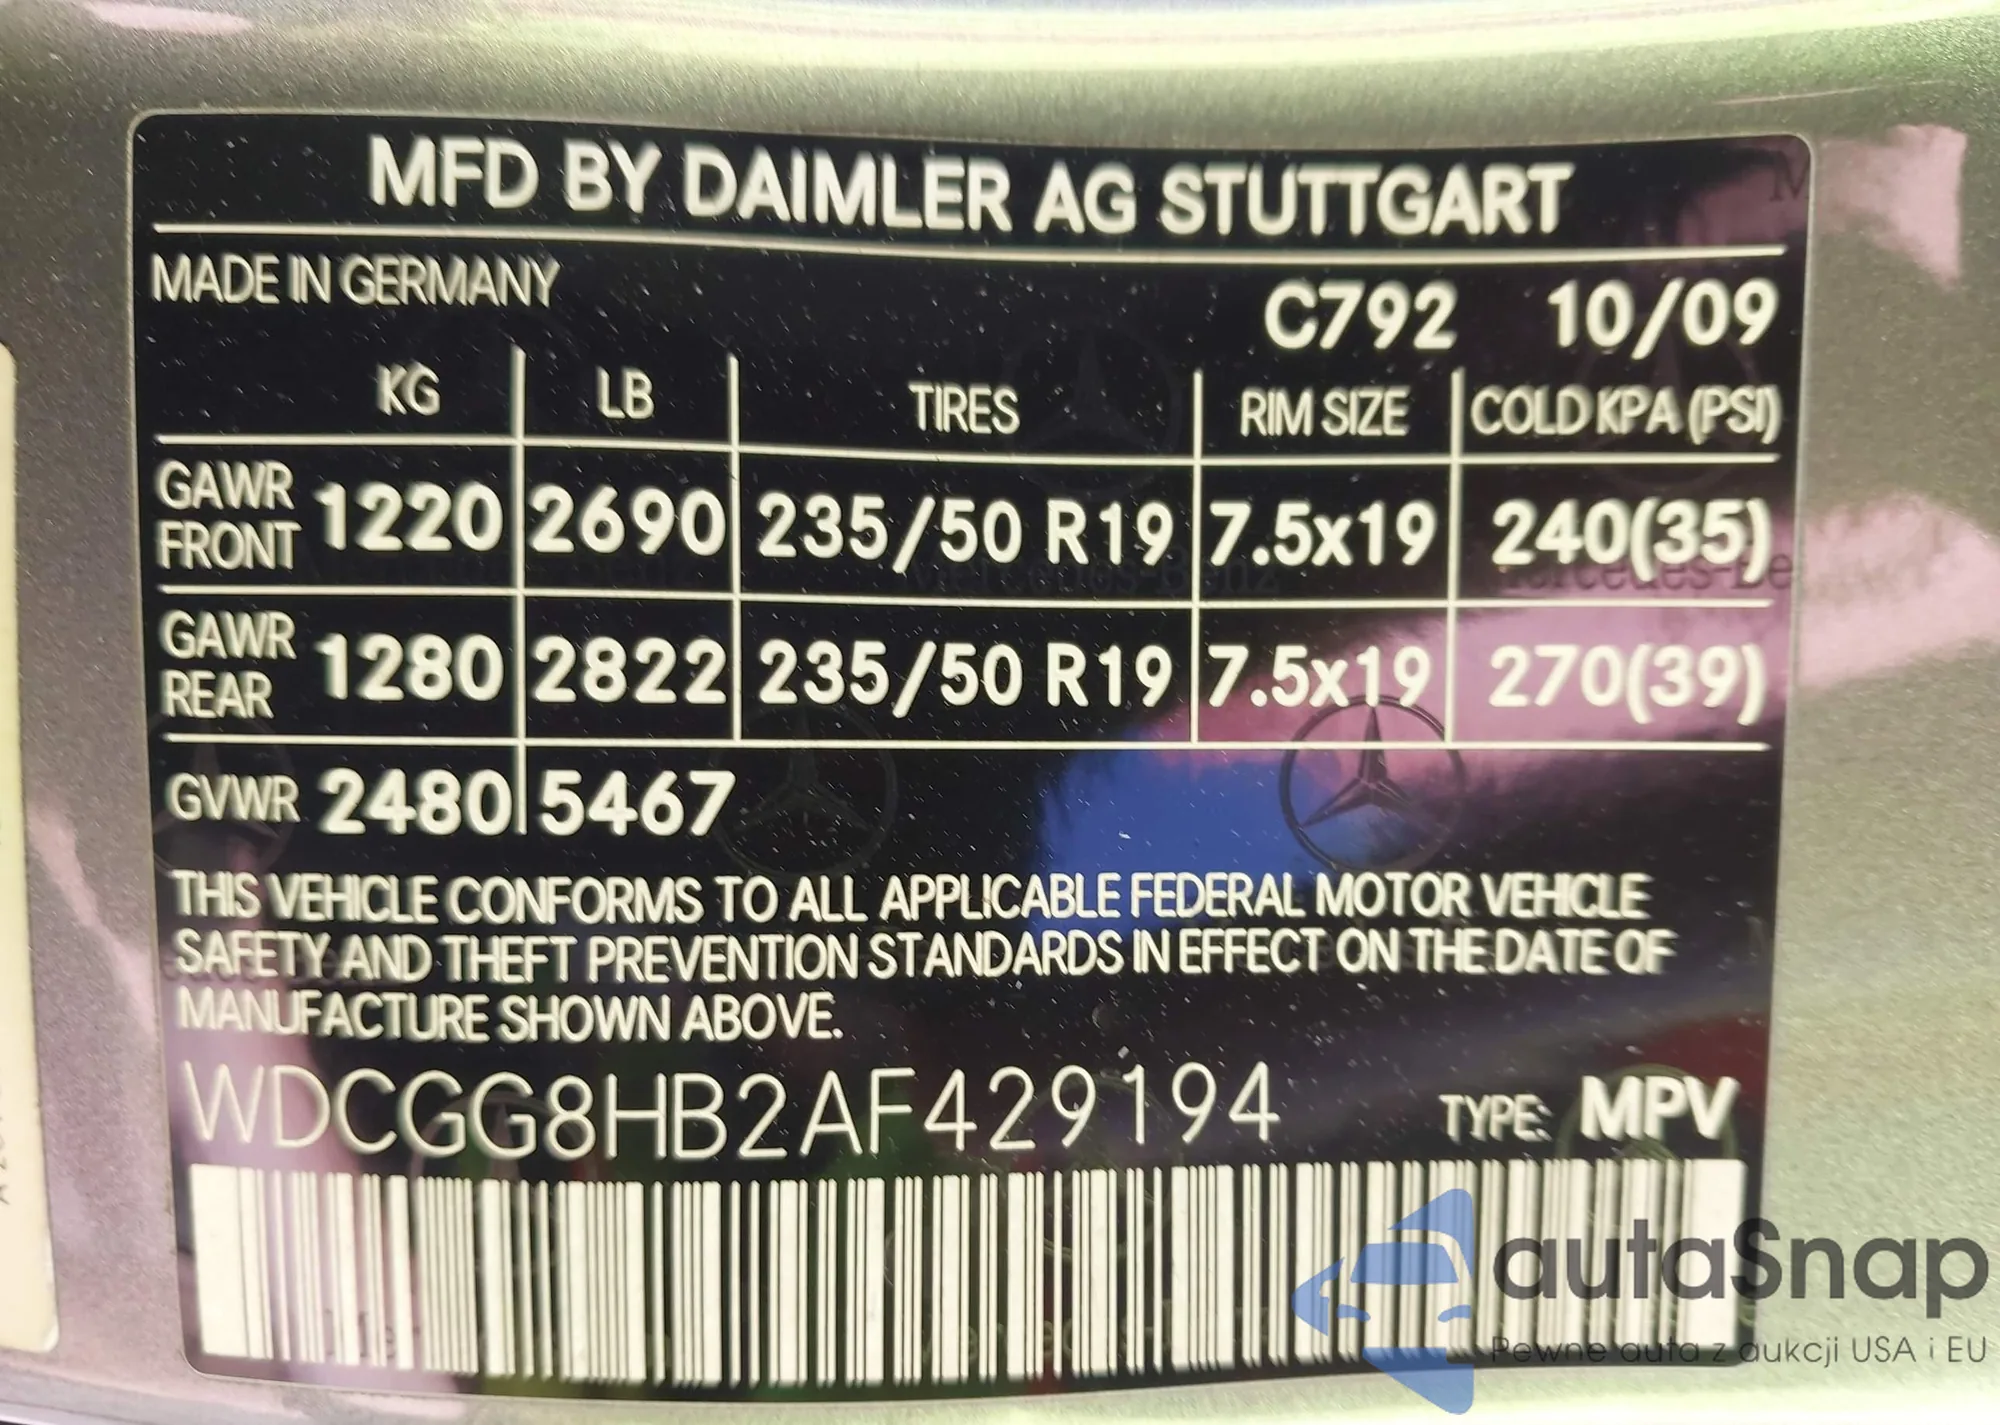 MFD BY DAIMLER AG STUTTGART
MADE IN GERMANY
C792 10/09
KG LB TIRES RIM SIZE COLD KPA (PSI)
GAWR FRONT 1220 2690 235/50 R19 7.5x19 240(35)
GAWR REAR 1280 2822 235/50 R19 7.5x19 270(39)
GVWR 2480 5467
THIS VEHICLE CONFORMS TO ALL APPLICABLE FEDERAL MOTOR VEHICLE
SAFETY AND THEFT PREVENTION STANDARDS IN EFFECT ON THE DATE OF
MANUFACTURE SHOWN ABOVE.
WDCGG8HB2AF429194 TYPE: MPV
autaSnap
Pewne auta z aukcji USA i EU